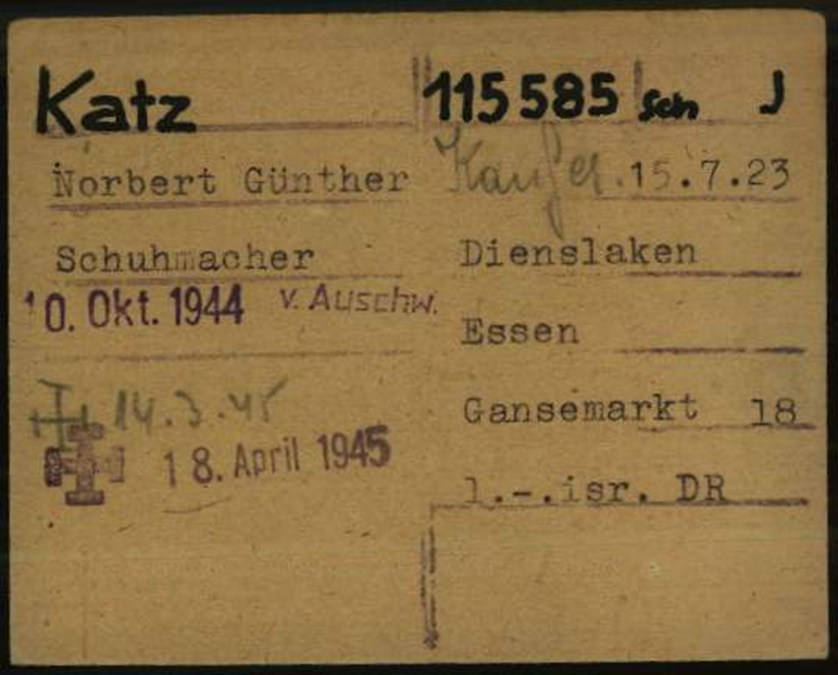 Katz 115585 Sch J
Norbert Günther Kaufer. 15.7.23
Schuhmacher Dienslaken
10. Okt. 1944 v. Auschw.
Essen
14.3.45 Gansemarkt 18
18. April 1945
l.-.isr. DR